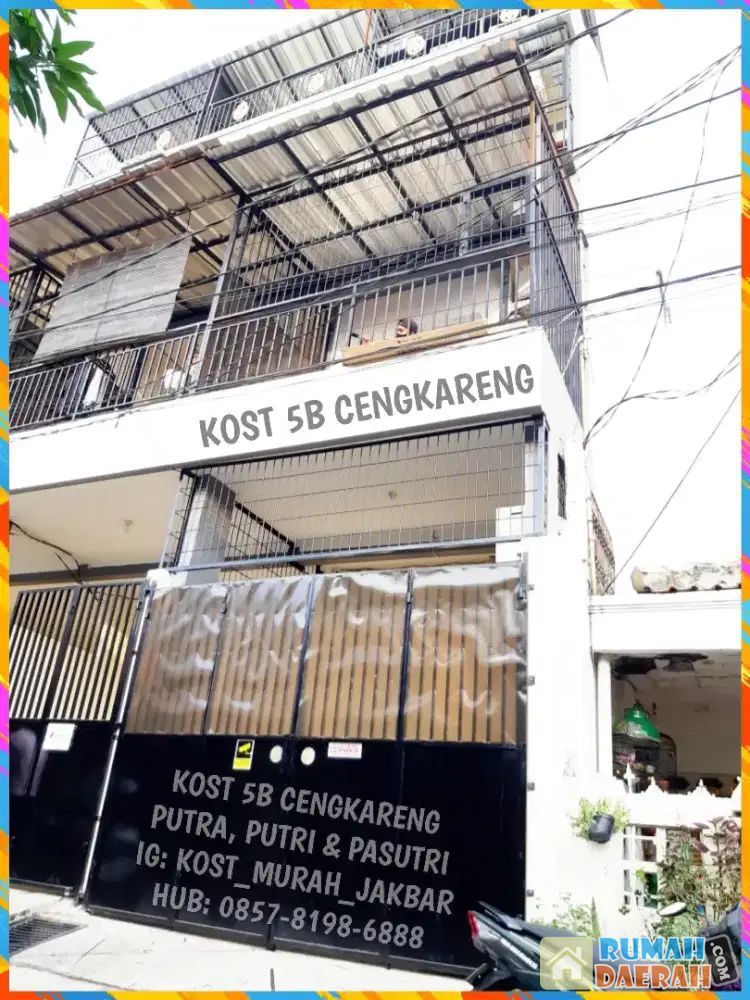 KOST 5B CENGKARENG
KOST 5B CENGKARENG
PUTRA, PUTRI & PASUTRI
IG: KOST_MURAH_JAKBAR
HUB: 0857-8198-6888
RUMAH
DAERAH
.COM